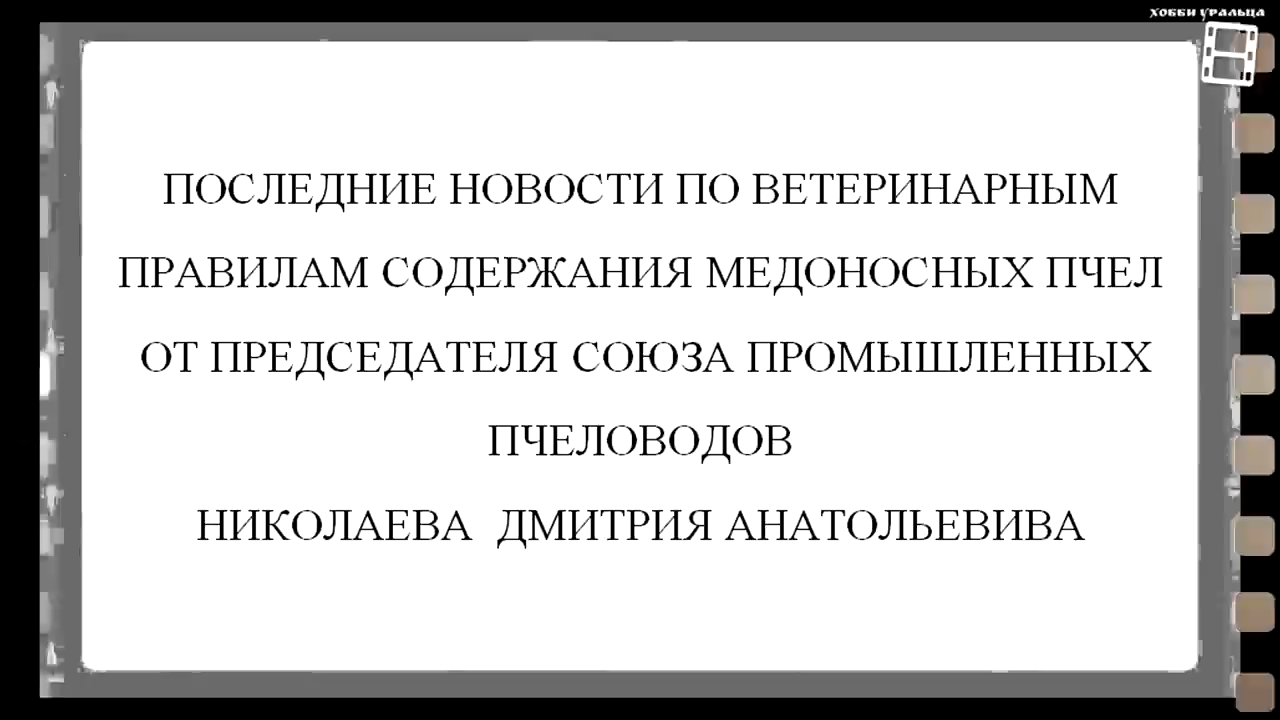 хобби уральца
ПОСЛЕДНИЕ НОВОСТИ ПО ВЕТЕРИНАРНЫМ
ПРАВИЛАМ СОДЕРЖАНИЯ МЕДОНОСНЫХ ПЧЕЛ
ОТ ПРЕДСЕДАТЕЛЯ СОЮЗА ПРОМЫШЛЕННЫХ
ПЧЕЛОВОДОВ
НИКОЛАЕВА ДМИТРИЯ АНАТОЛЬЕВИВА